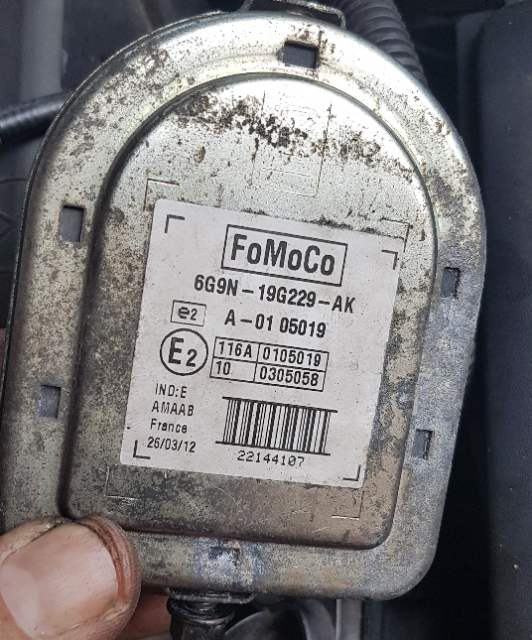 FoMoCo
6G9N-19G229-AK
e2 A-01 05019
E2 116A 0105019
10 0305058
IND:E
AMAAB
France
26/03/12
22144107